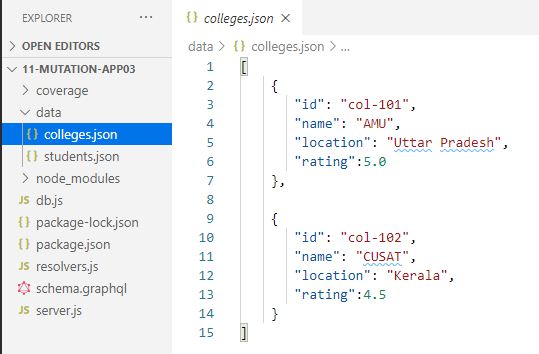 EXPLORER
···
OPEN EDITORS
11-MUTATION-APP03
coverage
data
{} colleges.json
{} students.json
node_modules
JS db.js
{} package-lock.json
{} package.json
JS resolvers.js
schema.graphql
JS server.js
{} colleges.json ×
data > {} colleges.json > ...
1 [
2 {
3 "id": "col-101",
4 "name": "AMU",
5 "location": "Uttar Pradesh",
6 "rating":5.0
7 },
8
9 {
10 "id": "col-102",
11 "name": "CUSAT",
12 "location": "Kerala",
13 "rating":4.5
14 }
15 ]